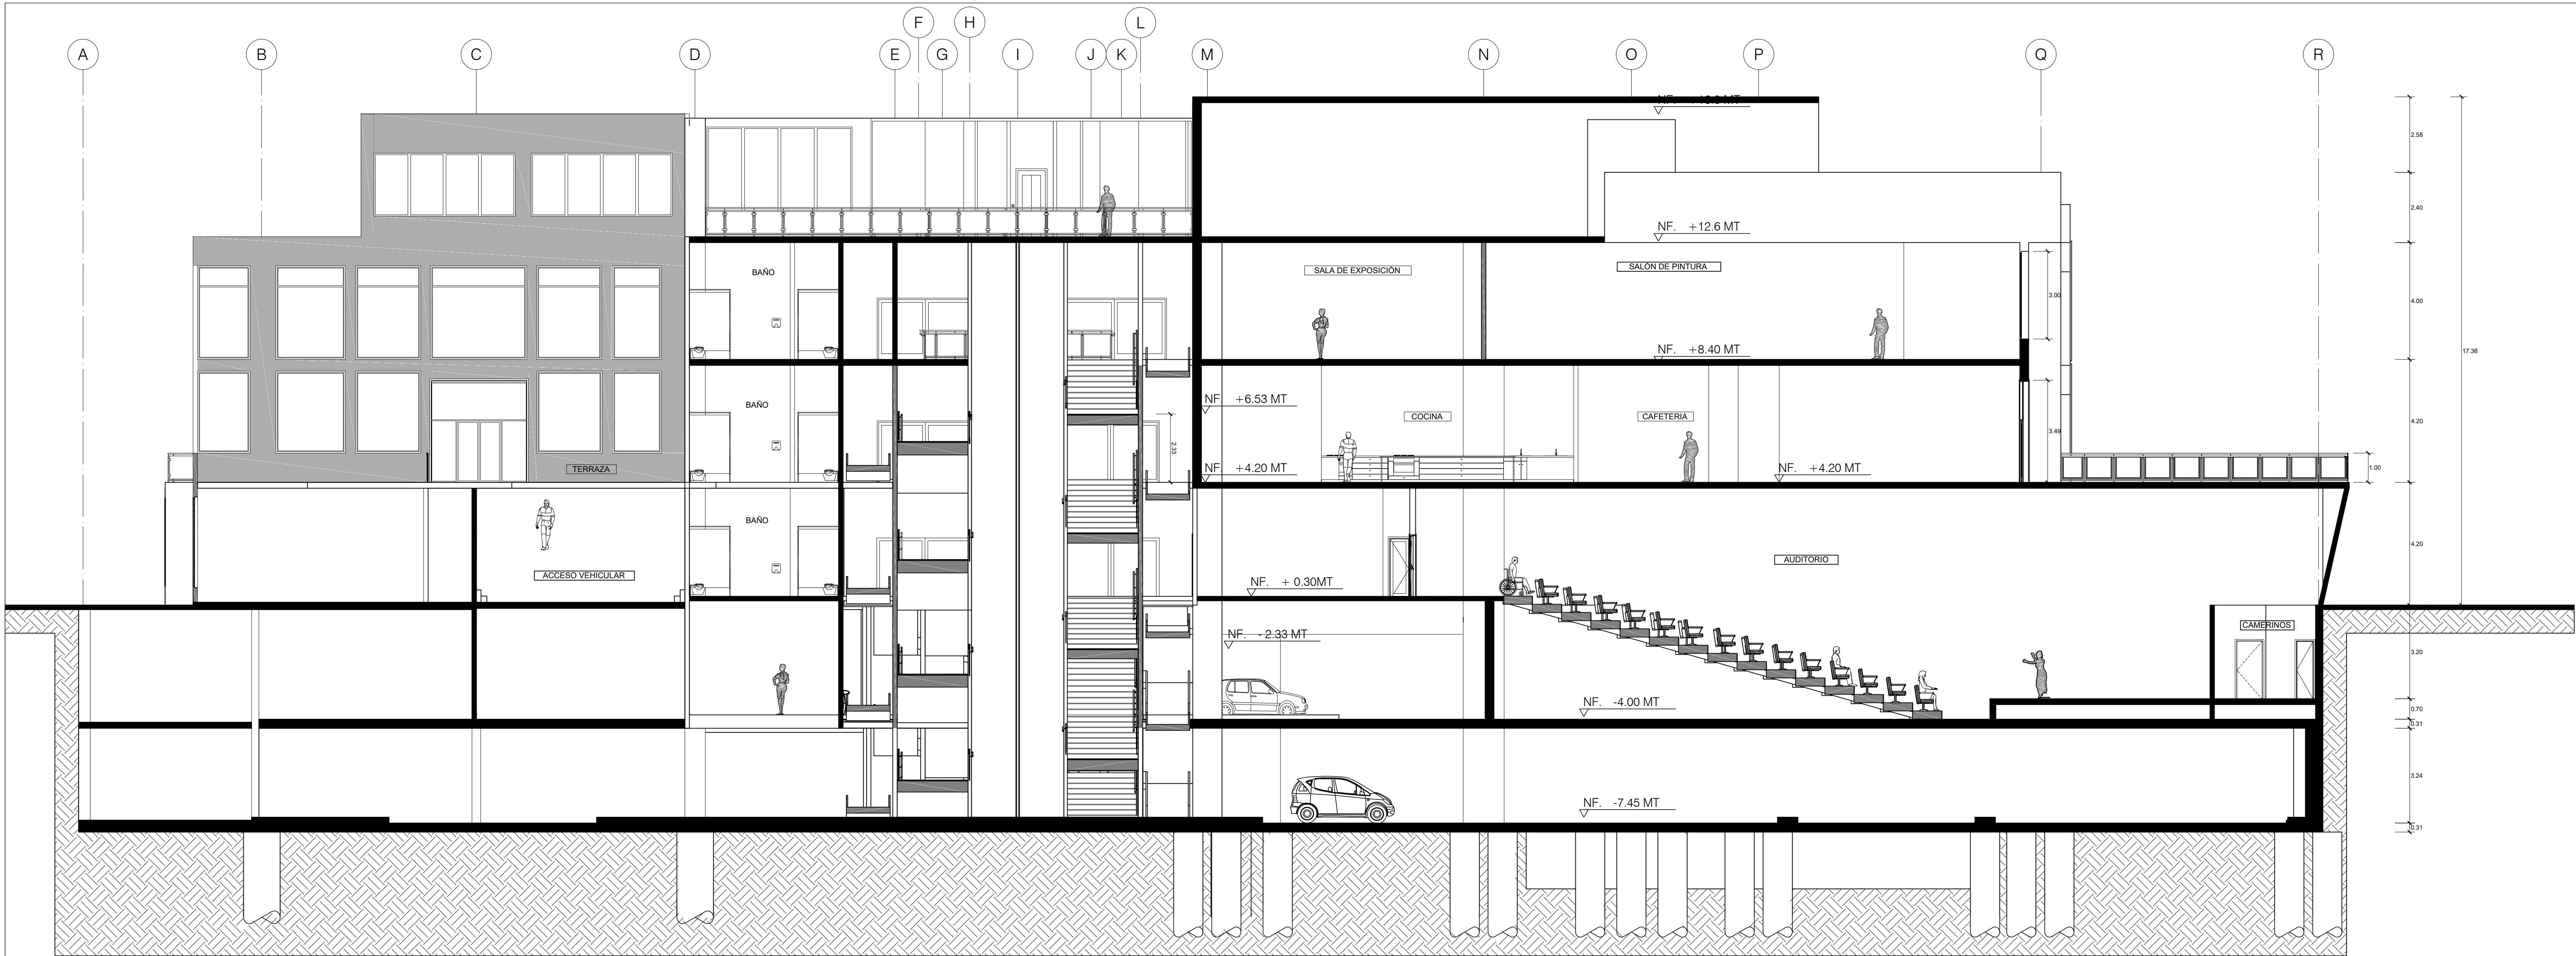 F
H
L
A
B
C
D
E
G
I
J
K
M
N
O
P
Q
R
NF.
2.58
2.40
NF. +12.6 MT
BAÑO
SALA DE EXPOSICIÓN
SALÓN DE PINTURA
3.00
4.00
NF. +8.40 MT
17.38
NF. +6.53 MT
BAÑO
COCINA
CAFETERIA
4.20
3.49
2.33
TERRAZA
NF. +4.20 MT
NF. +4.20 MT
1.00
BAÑO
4.20
ACCESO VEHICULAR
AUDITORIO
NF. + 0.30MT
CAMERINOS
NF. - 2.33 MT
3.20
NF. -4.00 MT
0.70
0.31
3.24
NF. -7.45 MT
0.31